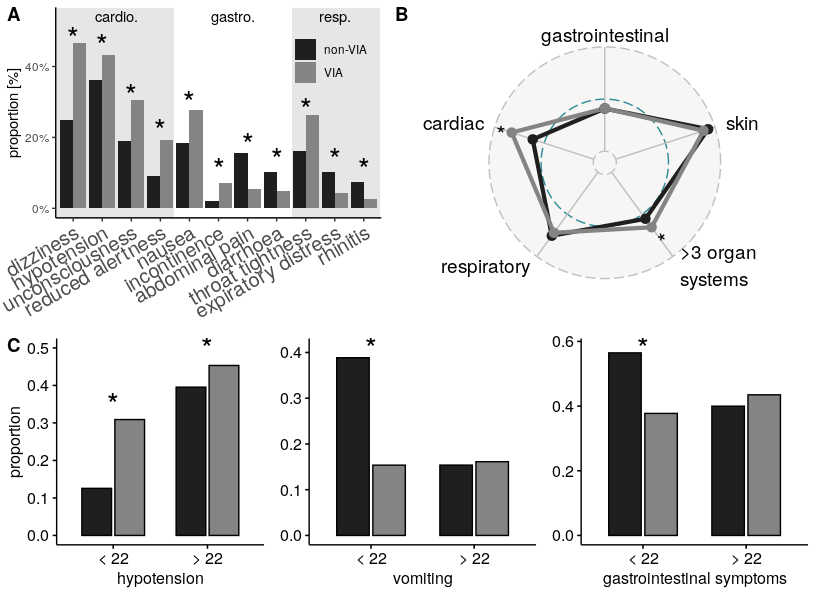 A
cardio.
gastro.
resp.
*
*
*
*
*
*
*
*
*
*
*
non-VIA
VIA
proportion [%]
40%
20%
0%
dizziness
hypotension
unconsciousness
reduced alertness
nausea
incontinence
abdominal pain
diarrhoea
throat tightness
expiratory distress
rhinitis
B
gastrointestinal
cardiac
*
skin
respiratory
*
>3 organ
systems
C
proportion
0.5
0.4
0.3
0.2
0.1
0.0
*
*
< 22
> 22
hypotension
0.4
0.3
0.2
0.1
0.0
*
< 22
> 22
vomiting
0.6
0.4
0.2
0.0
*
< 22
> 22
gastrointestinal symptoms